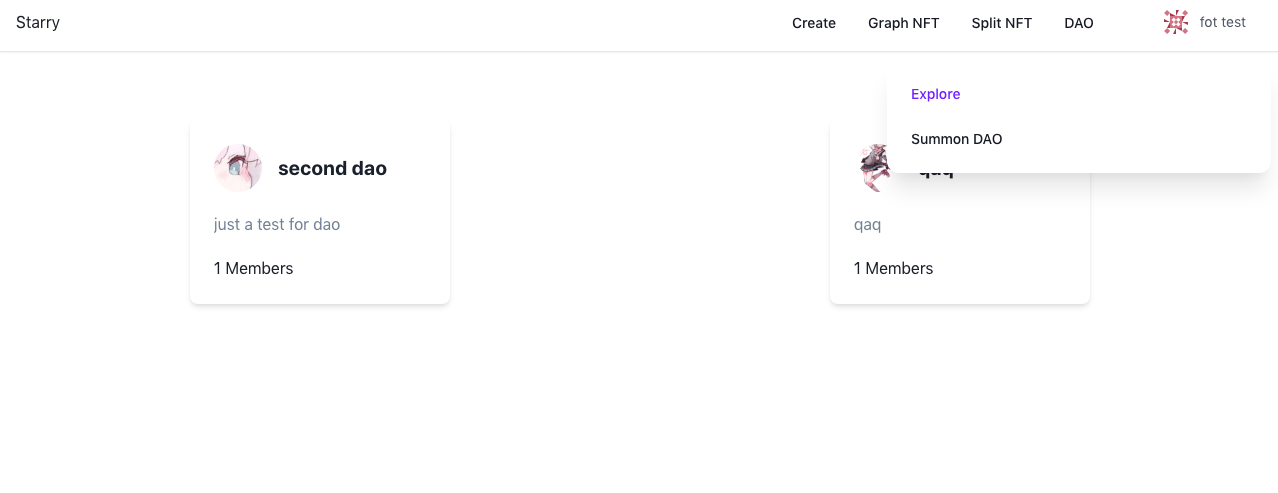 Starry
Create Graph NFT Split NFT DAO fot test
Explore
Summon DAO
second dao
qaq
just a test for dao
qaq
1 Members
1 Members